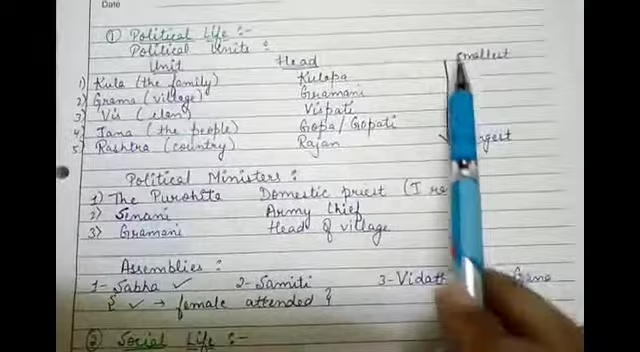 Date
① Political Life :-
Political Units :
Unit Head smallest
1) Kula (the family) Kulapa
2) Grama (village) Gramani
3) Vis (clan) Vispati
4) Jana (the people) Gopa/Gopati
5) Rashtra (country) Rajan
Political Ministers :
1) The Purohita Domestic priest (I
2) Senani Army Chief
3) Gramani Head of village
Assemblies :
1- Sabha ✓ 2- Samiti 3- Gana
{ ✓ → female attended }
② Social Life :-